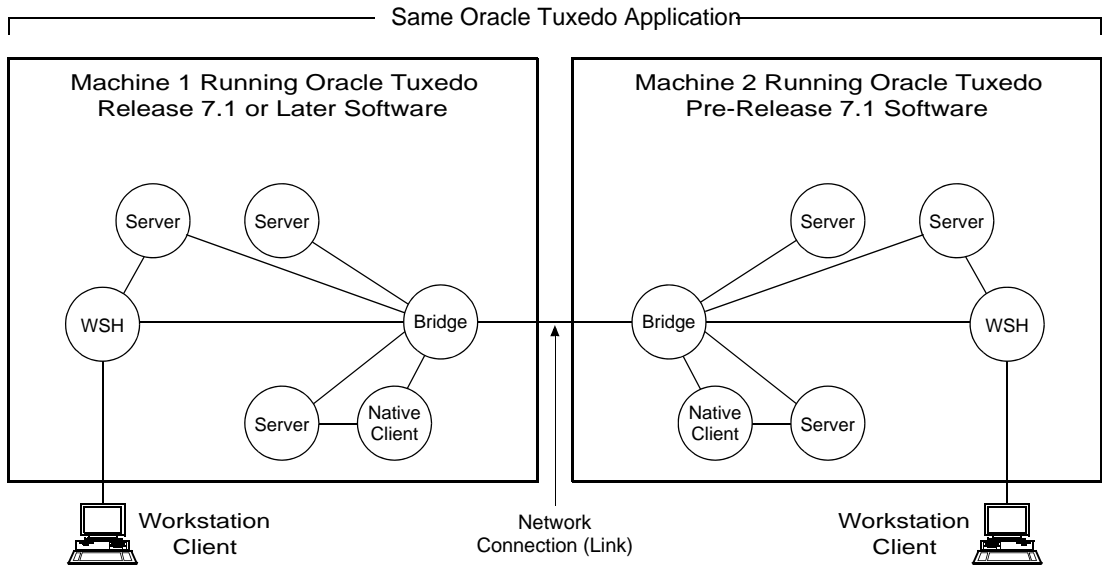 Same Oracle Tuxedo Application
Machine 1 Running Oracle Tuxedo
Release 7.1 or Later Software
Server
Server
WSH
Bridge
Server
Native
Client
Workstation
Client
Machine 2 Running Oracle Tuxedo
Pre-Release 7.1 Software
Server
Server
Bridge
WSH
Native
Client
Server
Workstation
Client
Network
Connection (Link)